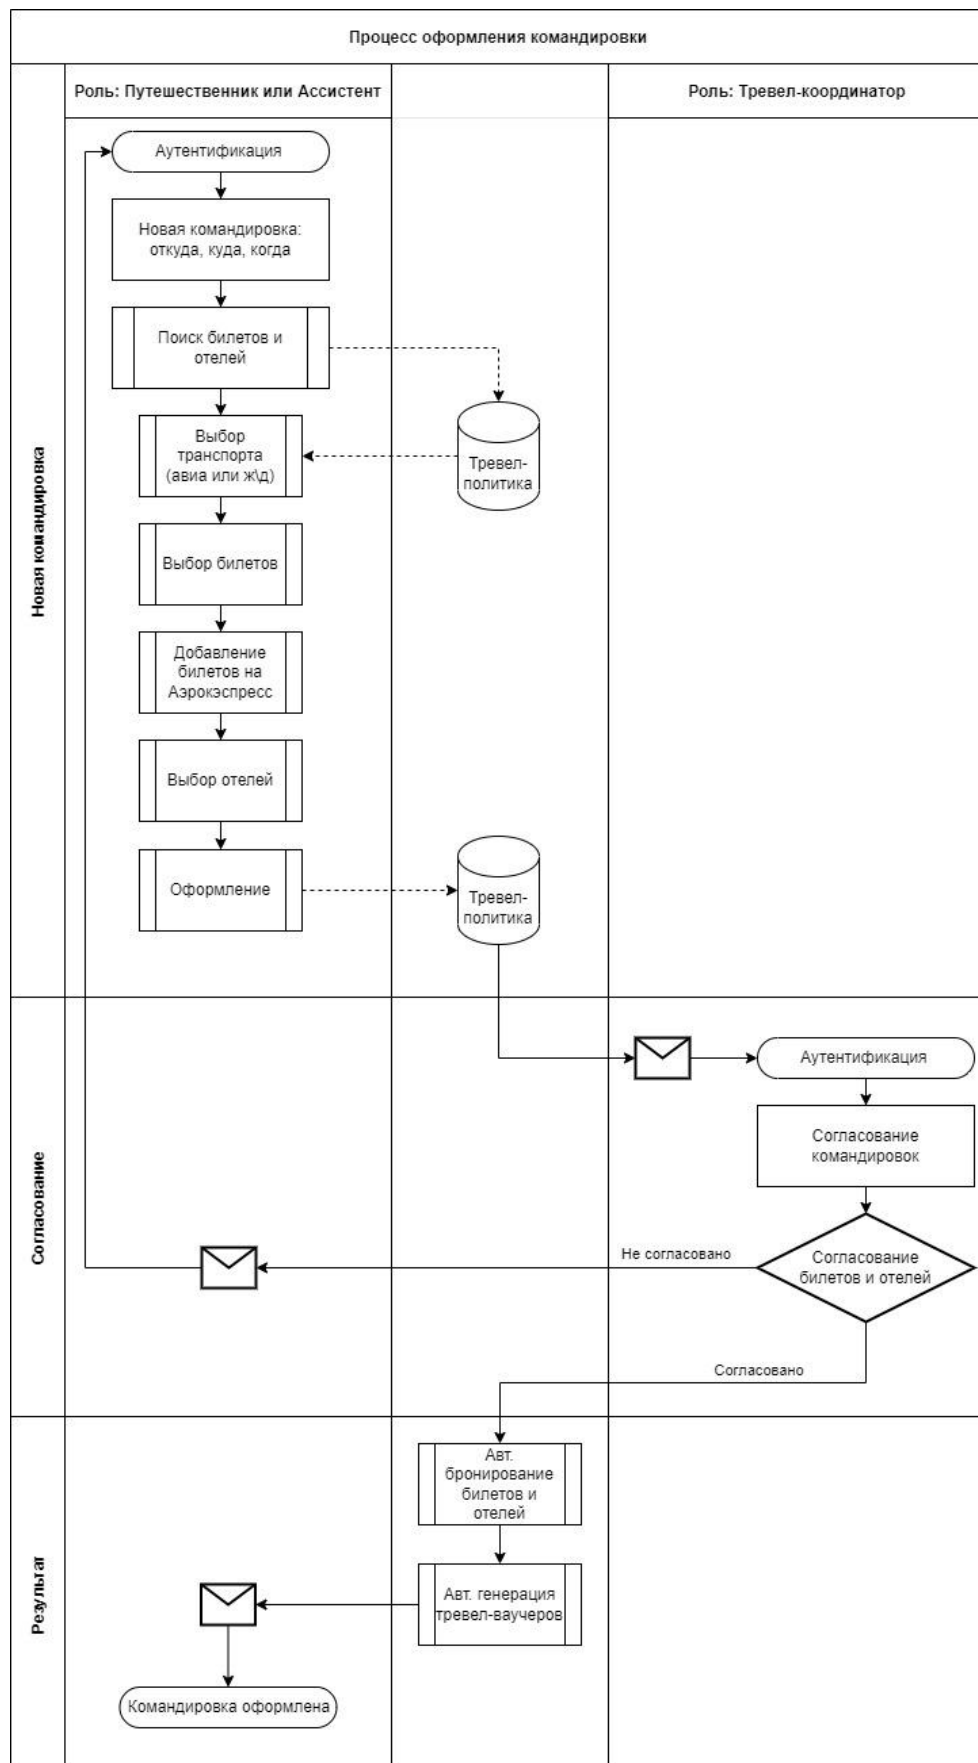 Процесс оформления командировки
Роль: Путешественник или Ассистент
Роль: Тревел-координатор
Новая командировка
Аутентификация
Новая командировка:
откуда, куда, когда
Поиск билетов и
отелей
Выбор
транспорта
(авиа или ж\д)
Тревел-
политика
Выбор билетов
Добавление
билетов на
Аэрокэспресс
Выбор отелей
Оформление
Тревел-
политика
Согласование
Аутентификация
Согласование
командировок
Согласование
билетов и отелей
Не согласовано
Согласовано
Результат
Авт.
бронирование
билетов и
отелей
Авт. генерация
тревел-ваучеров
Командировка оформлена